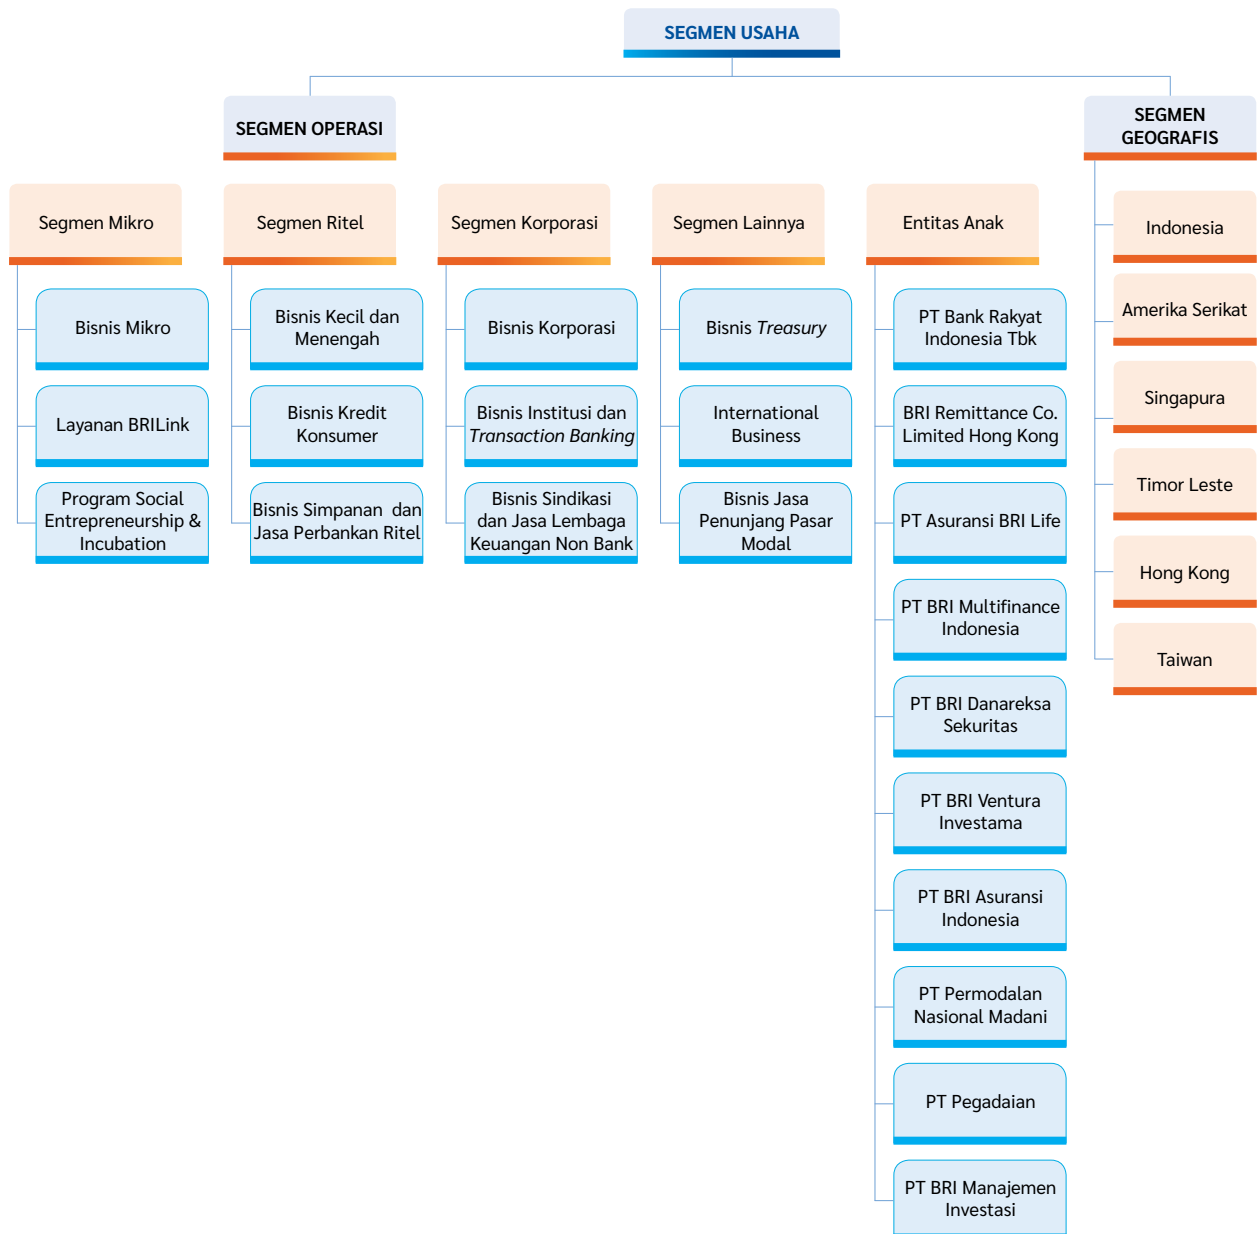 SEGMEN USAHA
SEGMEN OPERASI
SEGMEN
GEOGRAFIS
Segmen Mikro
Bisnis Mikro
Layanan BRILink
Program Social
Entrepreneurship &
Incubation
Segmen Ritel
Bisnis Kecil dan
Menengah
Bisnis Kredit
Konsumer
Bisnis Simpanan dan
Jasa Perbankan Ritel
Segmen Korporasi
Bisnis Korporasi
Bisnis Institusi dan
Transaction Banking
Bisnis Sindikasi
dan Jasa Lembaga
Keuangan Non Bank
Segmen Lainnya
Bisnis Treasury
International
Business
Bisnis Jasa
Penunjang Pasar
Modal
Entitas Anak
PT Bank Rakyat
Indonesia Tbk
BRI Remittance Co.
Limited Hong Kong
PT Asuransi BRI Life
PT BRI Multifinance
Indonesia
PT BRI Danareksa
Sekuritas
PT BRI Ventura
Investama
PT BRI Asuransi
Indonesia
PT Permodalan
Nasional Madani
PT Pegadaian
PT BRI Manajemen
Investasi
Indonesia
Amerika Serikat
Singapura
Timor Leste
Hong Kong
Taiwan